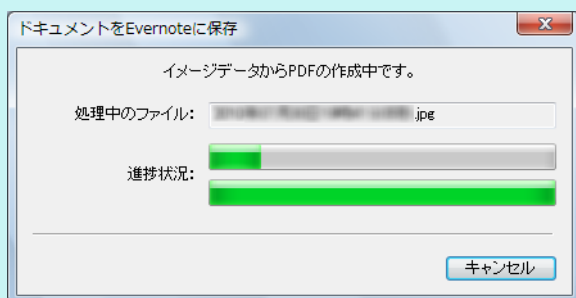 ドキュメントをEvernoteに保存
イメージデータからPDFの作成中です。
処理中のファイル: .jpg
進捗状況:
キャンセル